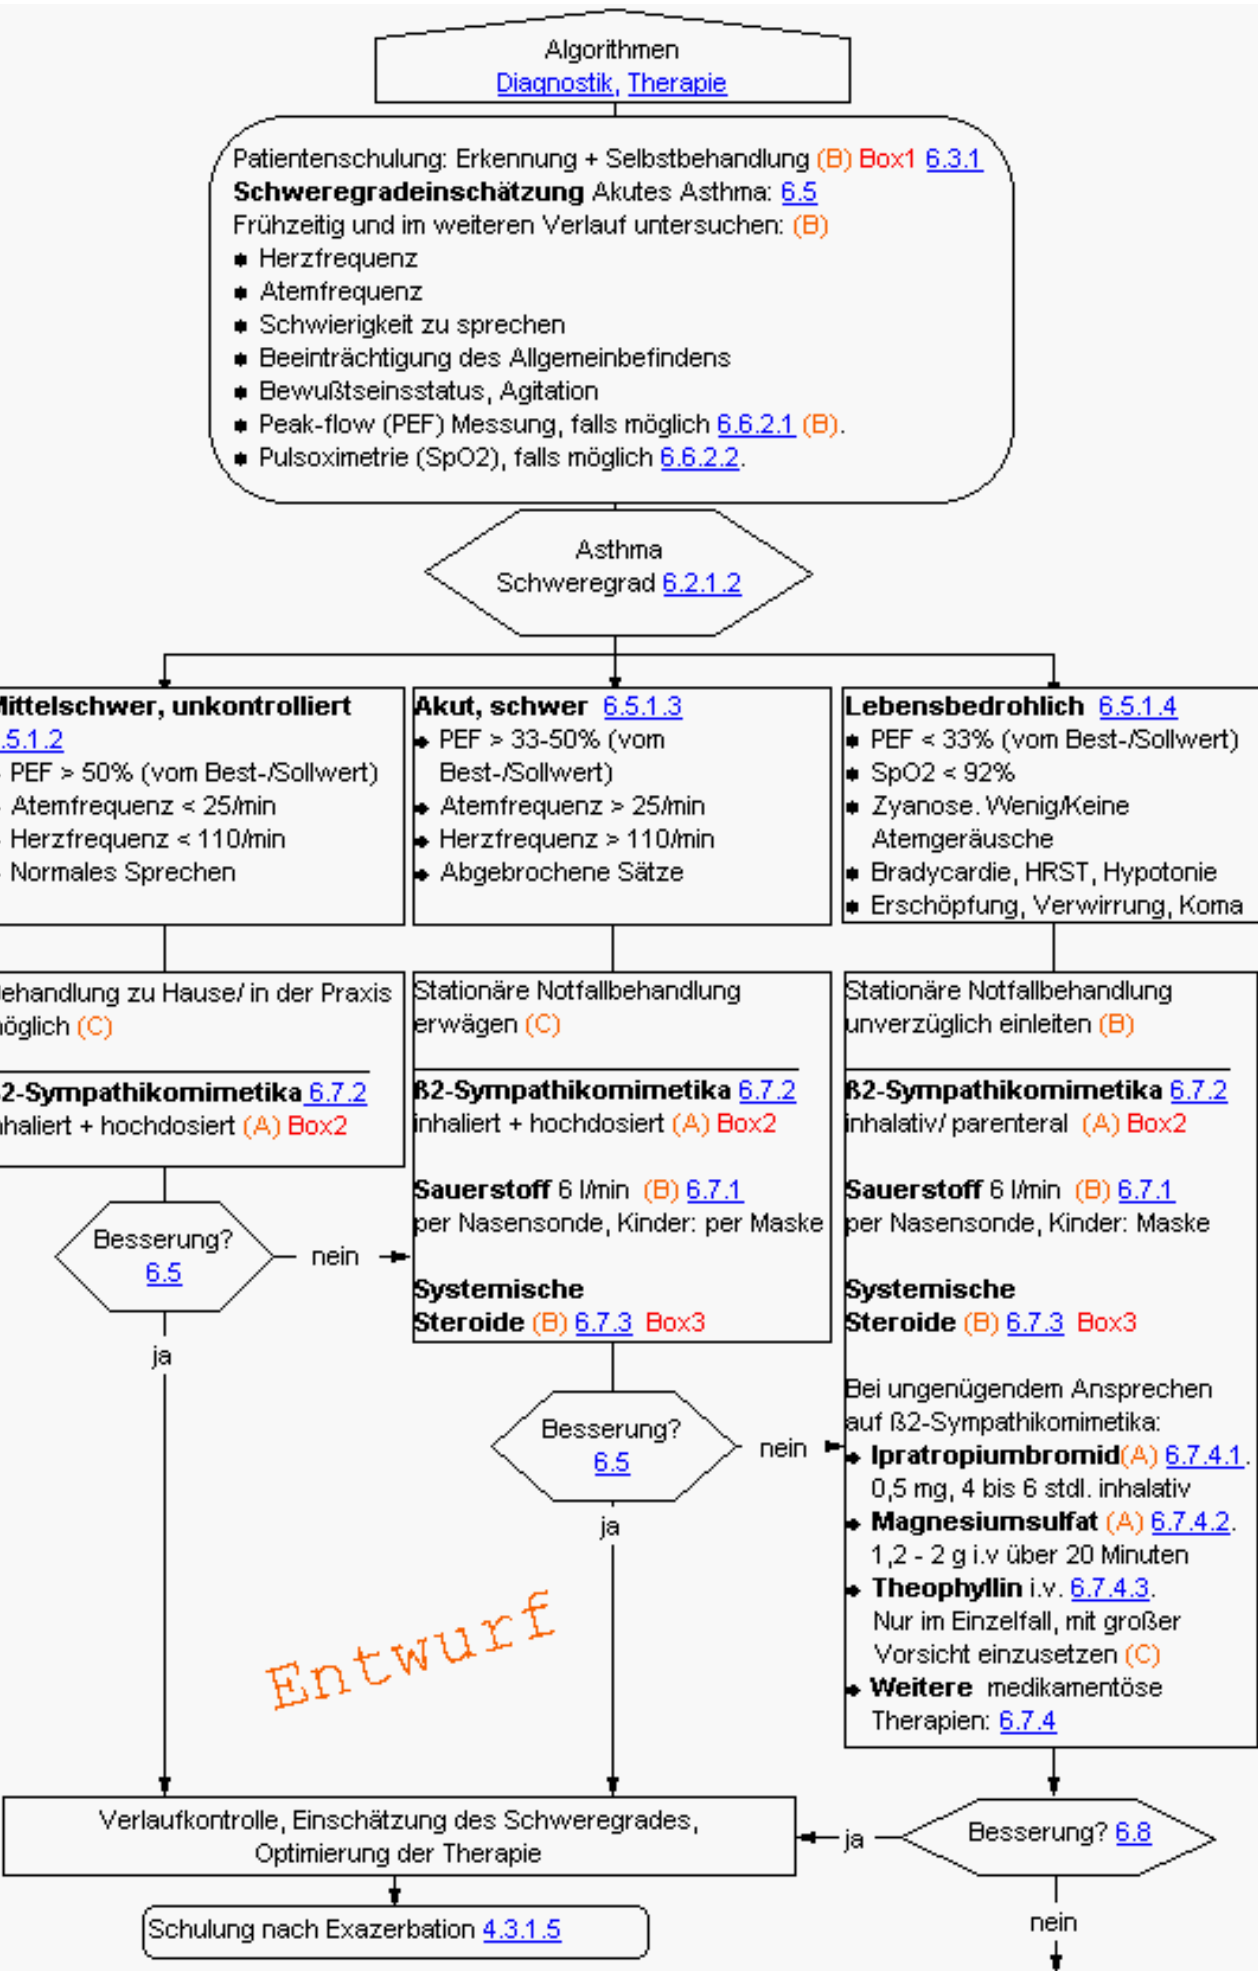 Algorithmen
Diagnostik, Therapie
Patientenschulung: Erkennung + Selbstbehandlung (B) Box1 6.3.1
Schweregradeinschätzung Akutes Asthma: 6.5
Frühzeitig und im weiteren Verlauf untersuchen: (B)
Herzfrequenz
Atemfrequenz
Schwierigkeit zu sprechen
Beeinträchtigung des Allgemeinbefindens
Bewußtseinsstatus, Agitation
Peak-flow (PEF) Messung, falls möglich 6.6.2.1 (B).
Pulsoximetrie (SpO2), falls möglich 6.6.2.2.
Asthma
Schweregrad 6.2.1.2
Mittelschwer, unkontrolliert
.5.1.2
PEF > 50% (vom Best-/Sollwert)
Atemfrequenz < 25/min
Herzfrequenz < 110/min
Normales Sprechen
Akut, schwer 6.5.1.3
PEF > 33-50% (vom
Best-/Sollwert)
Atemfrequenz > 25/min
Herzfrequenz > 110/min
Abgebrochene Sätze
Lebensbedrohlich 6.5.1.4
PEF < 33% (vom Best-/Sollwert)
SpO2 < 92%
Zyanose. Wenig/Keine
Atemgeräusche
Bradycardie, HRST, Hypotonie
Erschöpfung, Verwirrung, Koma
Behandlung zu Hause/ in der Praxis
möglich (C)
ß2-Sympathikomimetika 6.7.2
inhaliert + hochdosiert (A) Box2
Besserung?
6.5
nein
ja
Stationäre Notfallbehandlung
erwägen (C)
ß2-Sympathikomimetika 6.7.2
inhaliert + hochdosiert (A) Box2
Sauerstoff 6 l/min (B) 6.7.1
per Nasensonde, Kinder: per Maske
Systemische
Steroide (B) 6.7.3 Box3
Besserung?
6.5
nein
ja
Stationäre Notfallbehandlung
unverzüglich einleiten (B)
ß2-Sympathikomimetika 6.7.2
inhalativ/ parenteral (A) Box2
Sauerstoff 6 l/min (B) 6.7.1
per Nasensonde, Kinder: Maske
Systemische
Steroide (B) 6.7.3 Box3
Bei ungenügendem Ansprechen
auf ß2-Sympathikomimetika:
Ipratropiumbromid(A) 6.7.4.1.
0,5 mg, 4 bis 6 stdl. inhalativ
Magnesiumsulfat (A) 6.7.4.2.
1,2 - 2 g i.v über 20 Minuten
Theophyllin i.v. 6.7.4.3.
Nur im Einzelfall, mit großer
Vorsicht einzusetzen (C)
Weitere medikamentöse
Therapien: 6.7.4
Entwurf
Verlaufkontrolle, Einschätzung des Schweregrades,
Optimierung der Therapie
ja
Besserung? 6.8
nein
Schulung nach Exazerbation 4.3.1.5